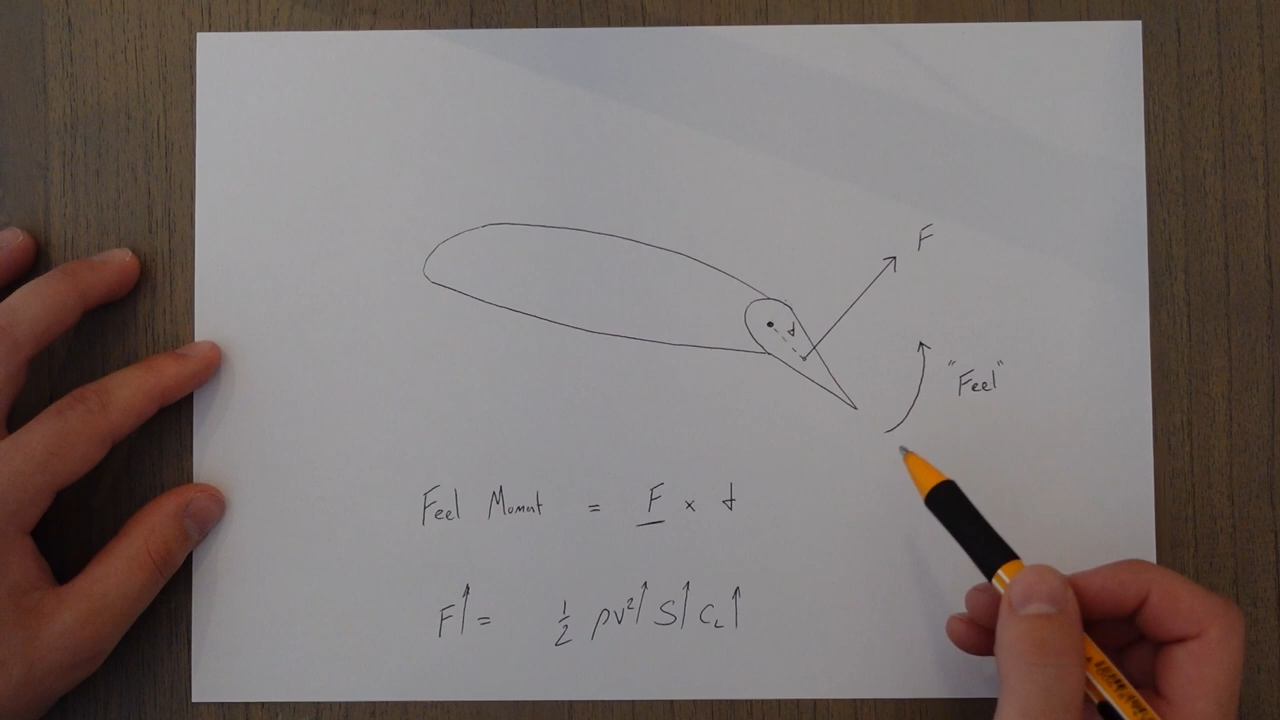 F
d
"Feel"
Feel Moment = F × d
F↑ = ½ ρv²↑ S↑ C_L↑